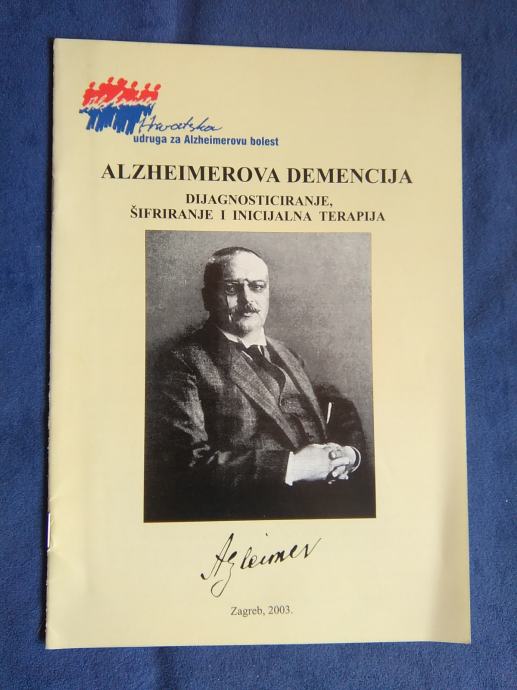 Hrvatska
udruga za Alzheimerovu bolest
ALZHEIMEROVA DEMENCIJA
DIJAGNOSTICIRANJE,
ŠIFRIRANJE I INICIJALNA TERAPIJA
Alzheimer
Zagreb, 2003.